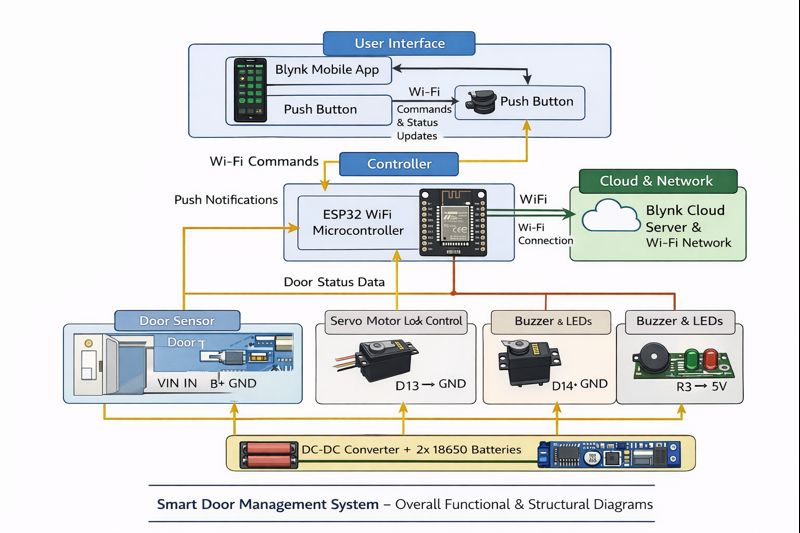 User Interface
Blynk Mobile App
Push Button
Wi-Fi
Commands
& Status
Updates
Push Button
Wi-Fi Commands
Controller
Push Notifications
ESP32 WiFi
Microcontroller
WiFi
Wi-Fi
Connection
Cloud & Network
Blynk Cloud
Server &
Wi-Fi Network
Door Status Data
Door Sensor
Door
VIN IN B+ GND
Servo Motor Lock Control
D13 → GND
Buzzer & LEDs
D14• GND
Buzzer & LEDs
R3 → 5V
DC-DC Converter + 2x 18650 Batteries
Smart Door Management System – Overall Functional & Structural Diagrams